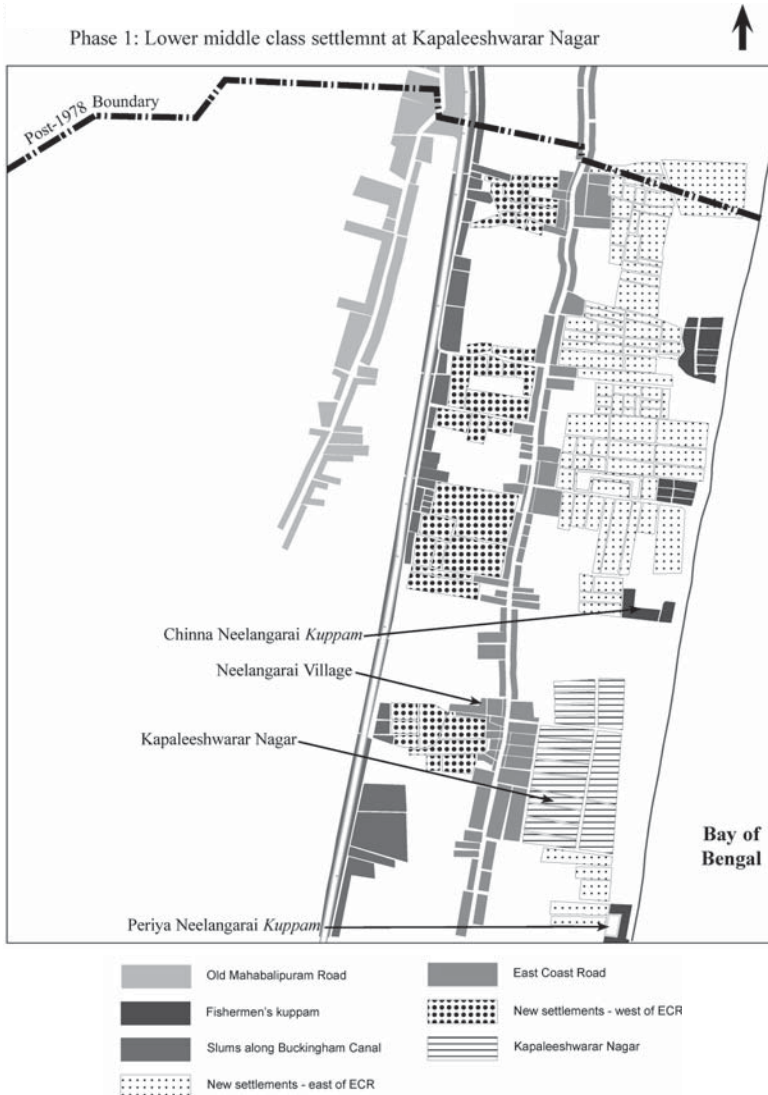 Phase 1: Lower middle class settlemnt at Kapaleeshwarar Nagar
Post-1978 Boundary
Chinna Neelangarai Kuppam
Neelangarai Village
Kapaleeshwarar Nagar
Bay of
Bengal
Periya Neelangarai Kuppam
Old Mahabalipuram Road
East Coast Road
Fishermen's kuppam
New settlements - west of ECR
Slums along Buckingham Canal
Kapaleeshwarar Nagar
New settlements - east of ECR